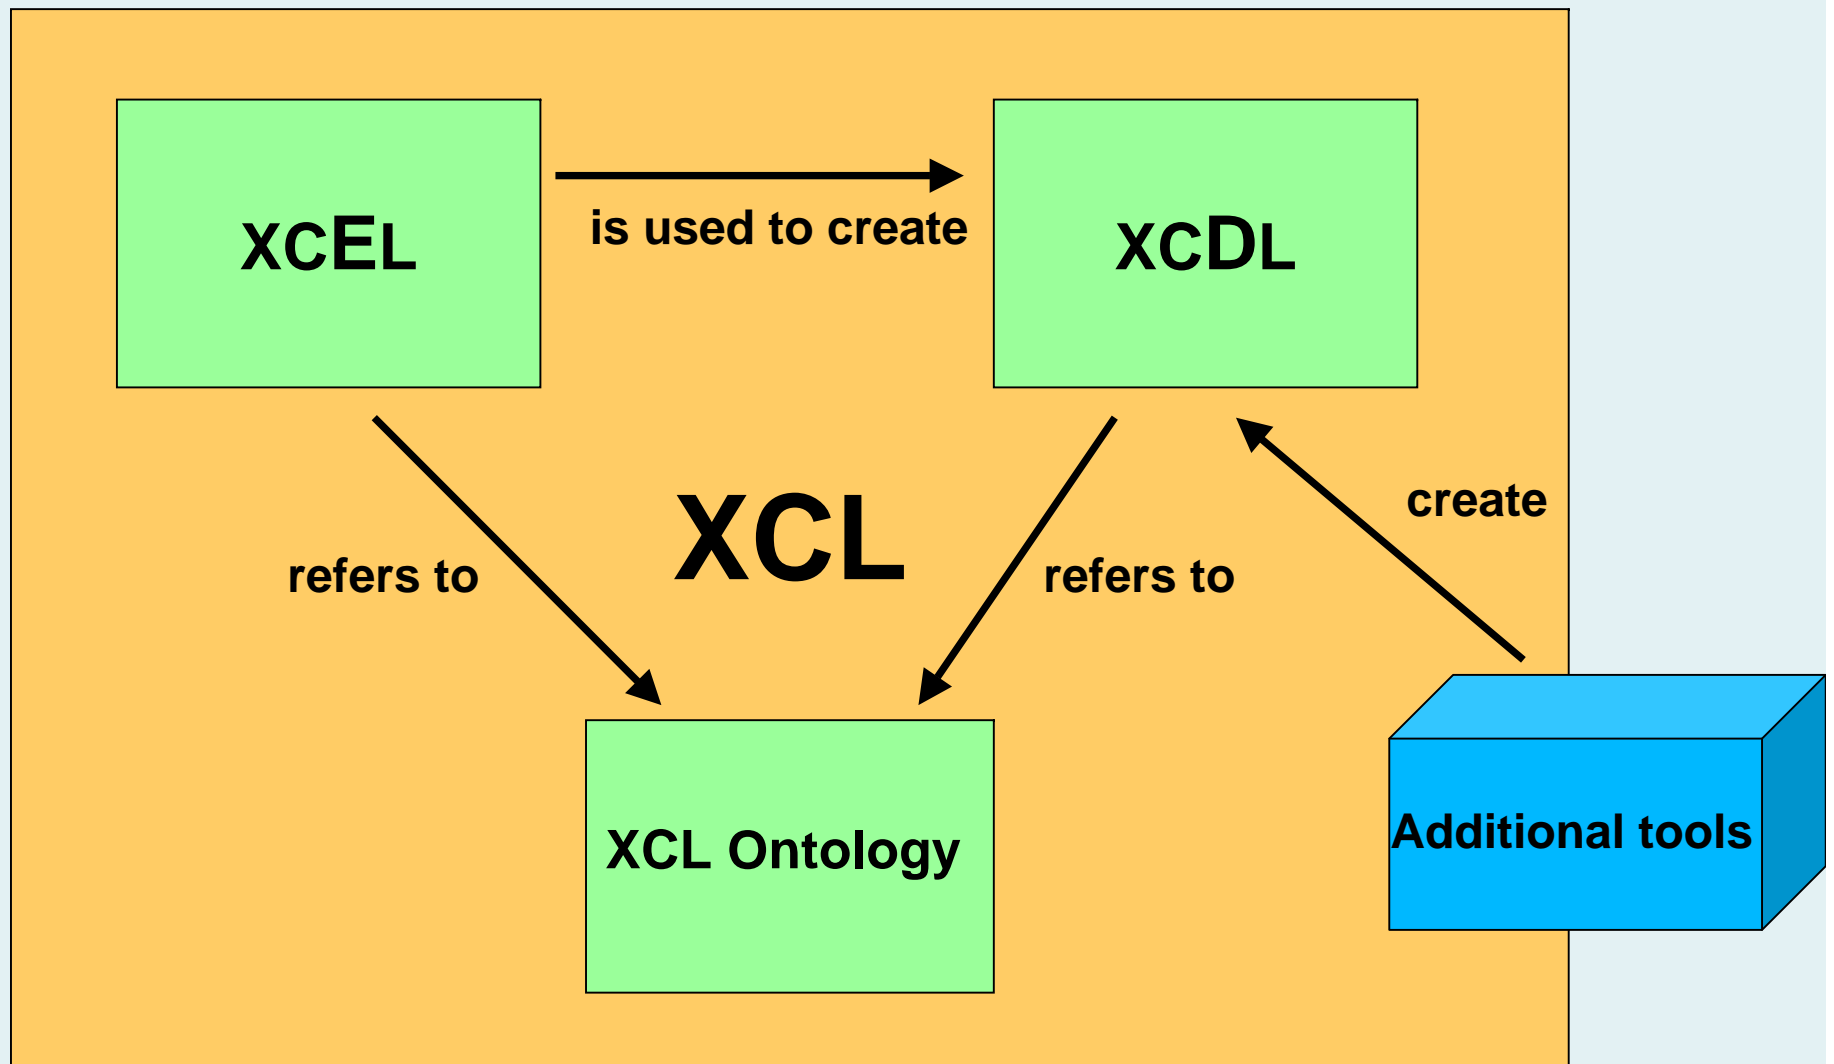 XCEL
is used to create
XCDL
XCL
create
refers to
refers to
XCL Ontology
Additional tools